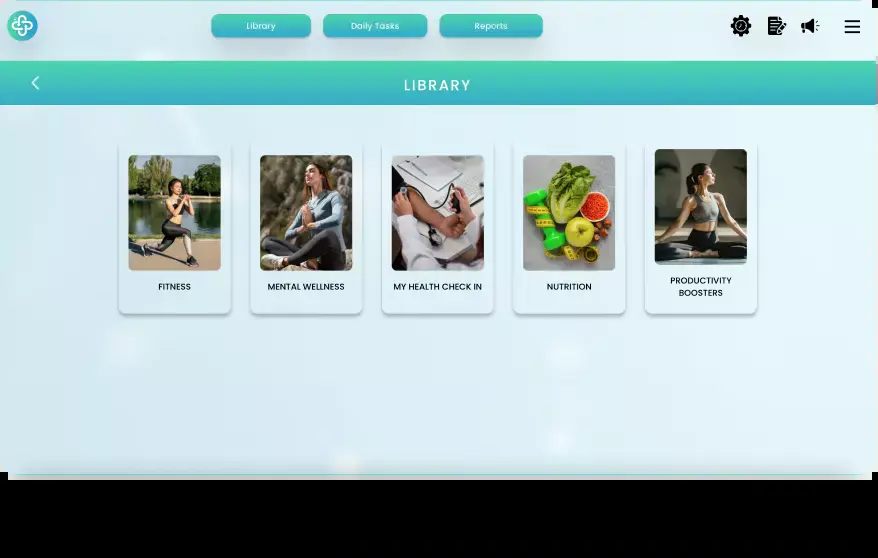 Library
Daily Tasks
Reports
LIBRARY
FITNESS
MENTAL WELLNESS
MY HEALTH CHECK IN
NUTRITION
PRODUCTIVITY
BOOSTERS